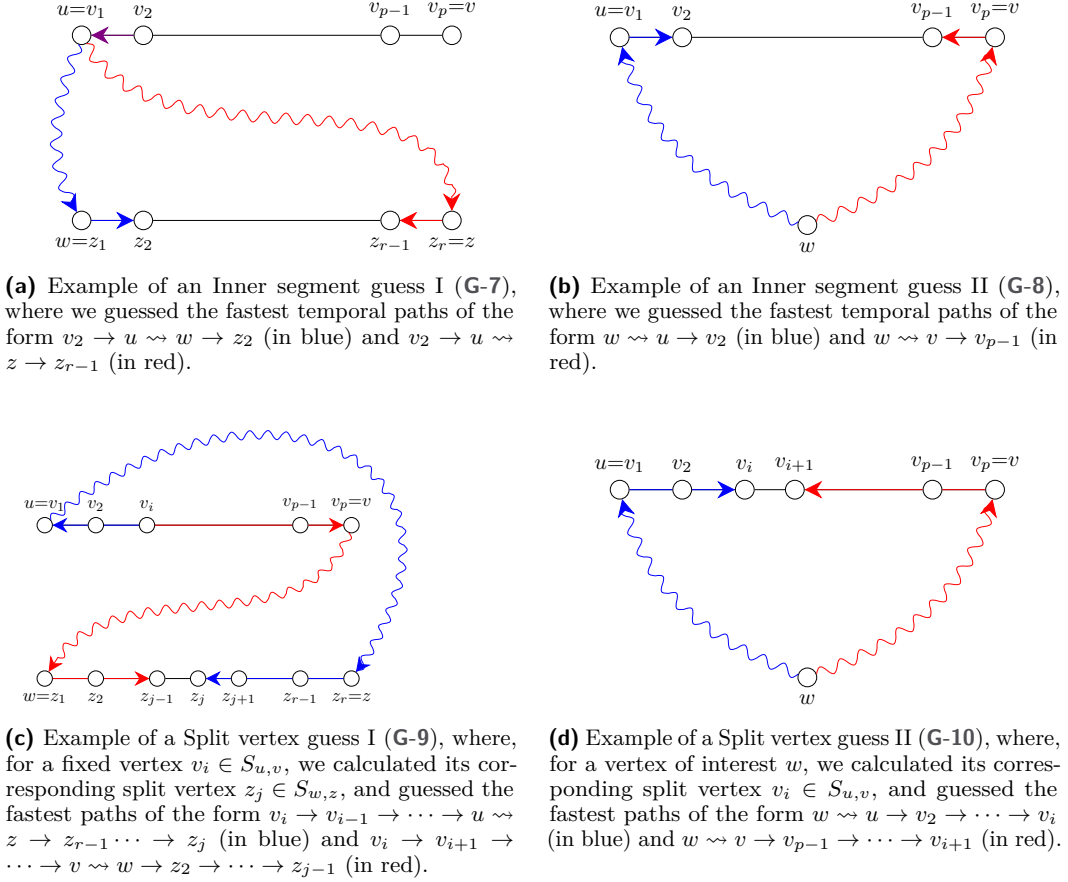 u=v₁ v₂ vₚ₋₁ vₚ=v
w=z₁ z₂ zᵣ₋₁ zᵣ=z
(a) Example of an Inner segment guess I (G-7),
where we guessed the fastest temporal paths of the
form v₂ → u ⇝ w → z₂ (in blue) and v₂ → u ⇝
z → zᵣ₋₁ (in red).
u=v₁ v₂ vₚ₋₁ vₚ=v
w
(b) Example of an Inner segment guess II (G-8),
where we guessed the fastest temporal paths of the
form w ⇝ u → v₂ (in blue) and w ⇝ v → vₚ₋₁ (in
red).
u=v₁ v₂ vᵢ vₚ₋₁ vₚ=v
w=z₁ z₂ zⱼ₋₁ zⱼ zⱼ₊₁ zᵣ₋₁ zᵣ=z
(c) Example of a Split vertex guess I (G-9), where,
for a fixed vertex vᵢ ∈ S_{u,v}, we calculated its cor-
responding split vertex zⱼ ∈ S_{w,z}, and guessed the
fastest paths of the form vᵢ → vᵢ₋₁ → ⋯ → u ⇝
z → zᵣ₋₁ ⋯ → zⱼ (in blue) and vᵢ → vᵢ₊₁ →
⋯ → v ⇝ w → z₂ → ⋯ → zⱼ₋₁ (in red).
u=v₁ v₂ vᵢ vᵢ₊₁ vₚ₋₁ vₚ=v
w
(d) Example of a Split vertex guess II (G-10), where,
for a vertex of interest w, we calculated its corres-
ponding split vertex vᵢ ∈ S_{u,v}, and guessed the
fastest paths of the form w ⇝ u → v₂ → ⋯ → vᵢ
(in blue) and w ⇝ v → vₚ₋₁ → ⋯ → vᵢ₊₁ (in red).